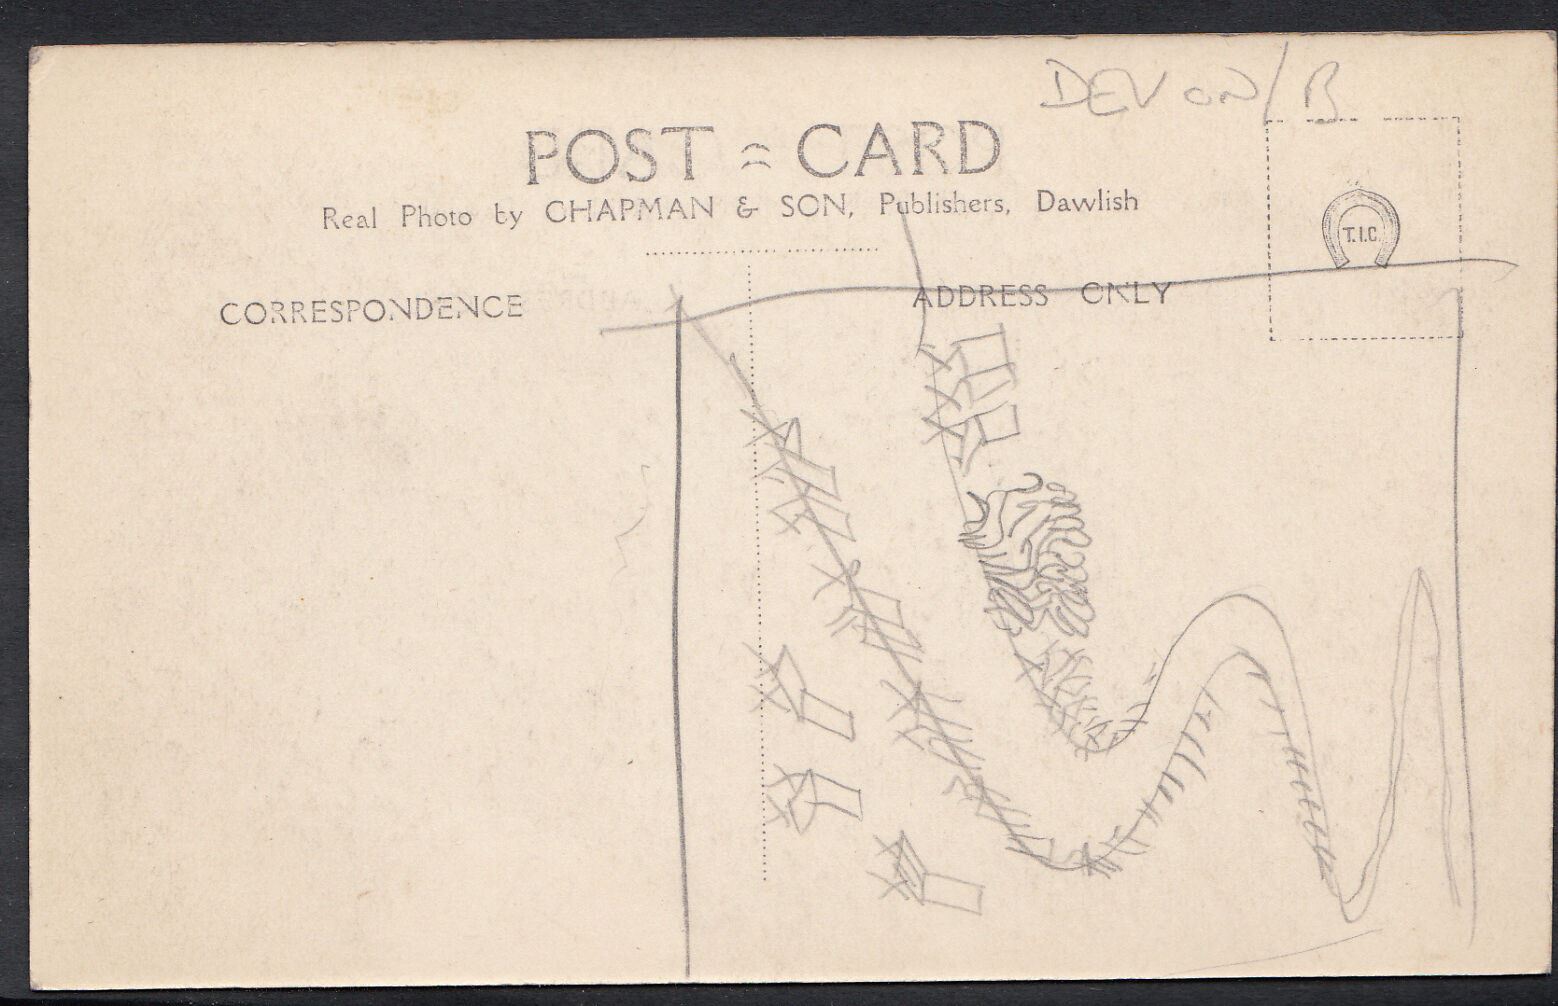 DEVON/B
POST = CARD
Real Photo by CHAPMAN & SON, Publishers, Dawlish
T.I.C.
CORRESPONDENCE
ADDRESS ONLY